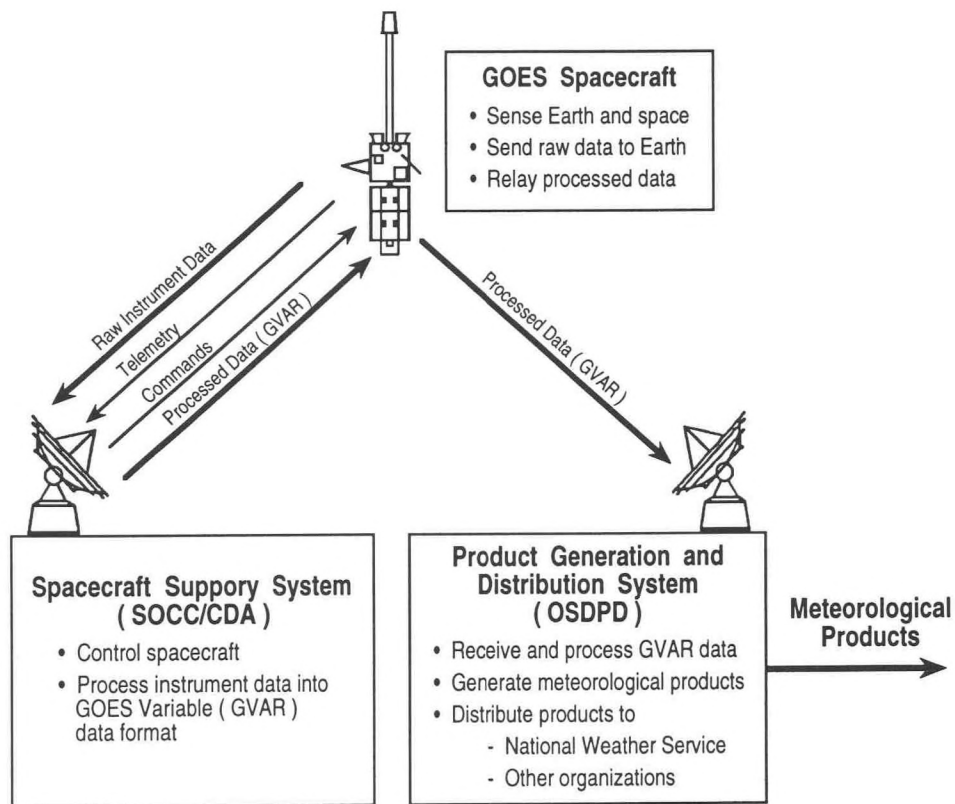 GOES Spacecraft
• Sense Earth and space
• Send raw data to Earth
• Relay processed data
Raw Instrument Data
Telemetry
Commands
Processed Data ( GVAR)
Processed Data ( GVAR)
Spacecraft Suppory System
( SOCC/CDA )
• Control spacecraft
• Process instrument data into
GOES Variable ( GVAR )
data format
Product Generation and
Distribution System
( OSDPD )
• Receive and process GVAR data
• Generate meteorological products
• Distribute products to
- National Weather Service
- Other organizations
Meteorological
Products